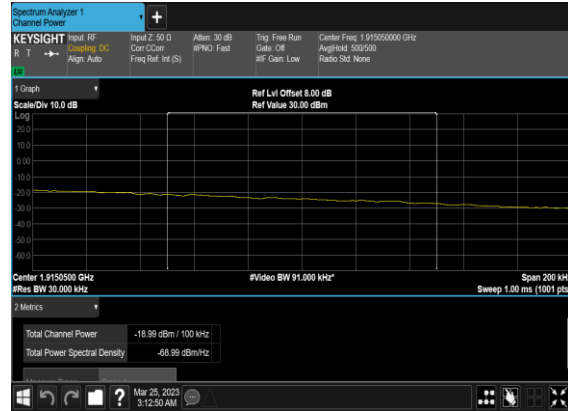 Spectrum Analyzer 1
Channel Power
+
KEYSIGHT Input: RF Input Z: 50 Ω Atten: 30 dB Trig: Free Run Center Freq: 1.915050000 GHz
R T Coupling: DC Corr CCorr #PNO: Fast Gate: Off Avg|Hold: 500/500
Align: Auto Freq Ref: Int (S) #IF Gain: Low Radio Std: None
LM
1 Graph
Ref Lvl Offset 8.00 dB
Scale/Div 10.0 dB Ref Value 30.00 dBm
Log
20.0
10.0
0.00
-10.0
-20.0
-30.0
-40.0
-50.0
-60.0
Center 1.9150500 GHz #Video BW 91.000 kHz* Span 200 kH
#Res BW 30.000 kHz Sweep 1.00 ms (1001 pts
2 Metrics
Total Channel Power -18.99 dBm / 100 kHz
Total Power Spectral Density -68.99 dBm/Hz
?
Mar 25, 2023
3:12:50 AM